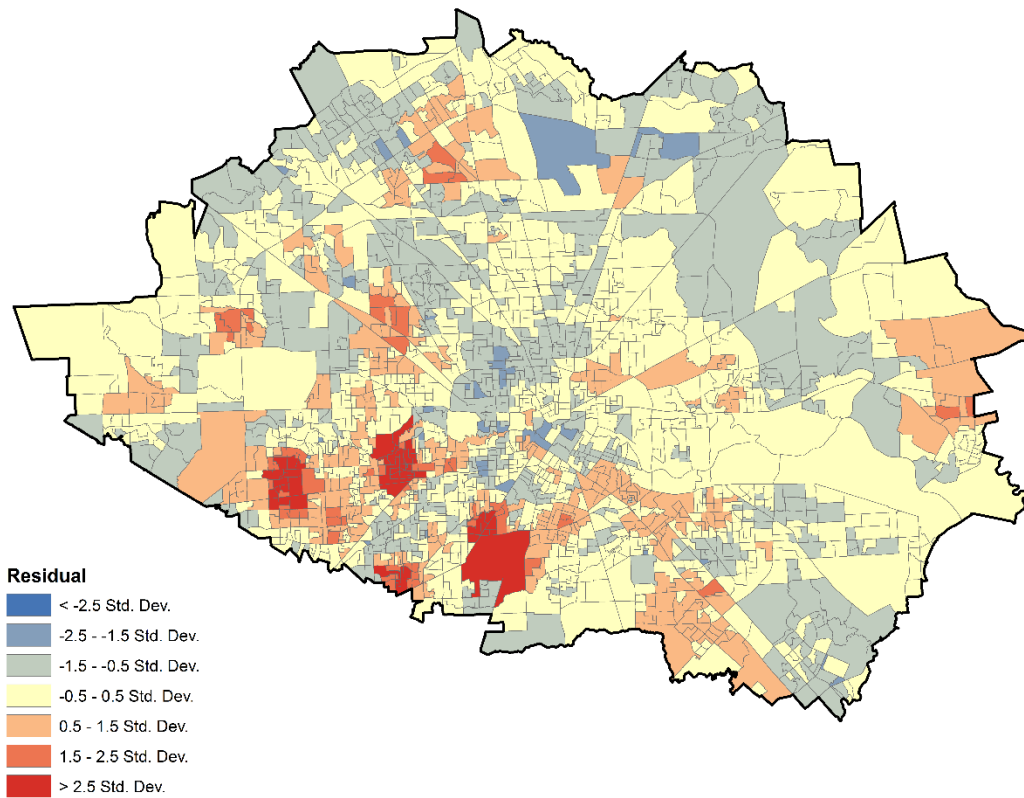 Residual
< -2.5 Std. Dev.
-2.5 - -1.5 Std. Dev.
-1.5 - -0.5 Std. Dev.
-0.5 - 0.5 Std. Dev.
0.5 - 1.5 Std. Dev.
1.5 - 2.5 Std. Dev.
> 2.5 Std. Dev.